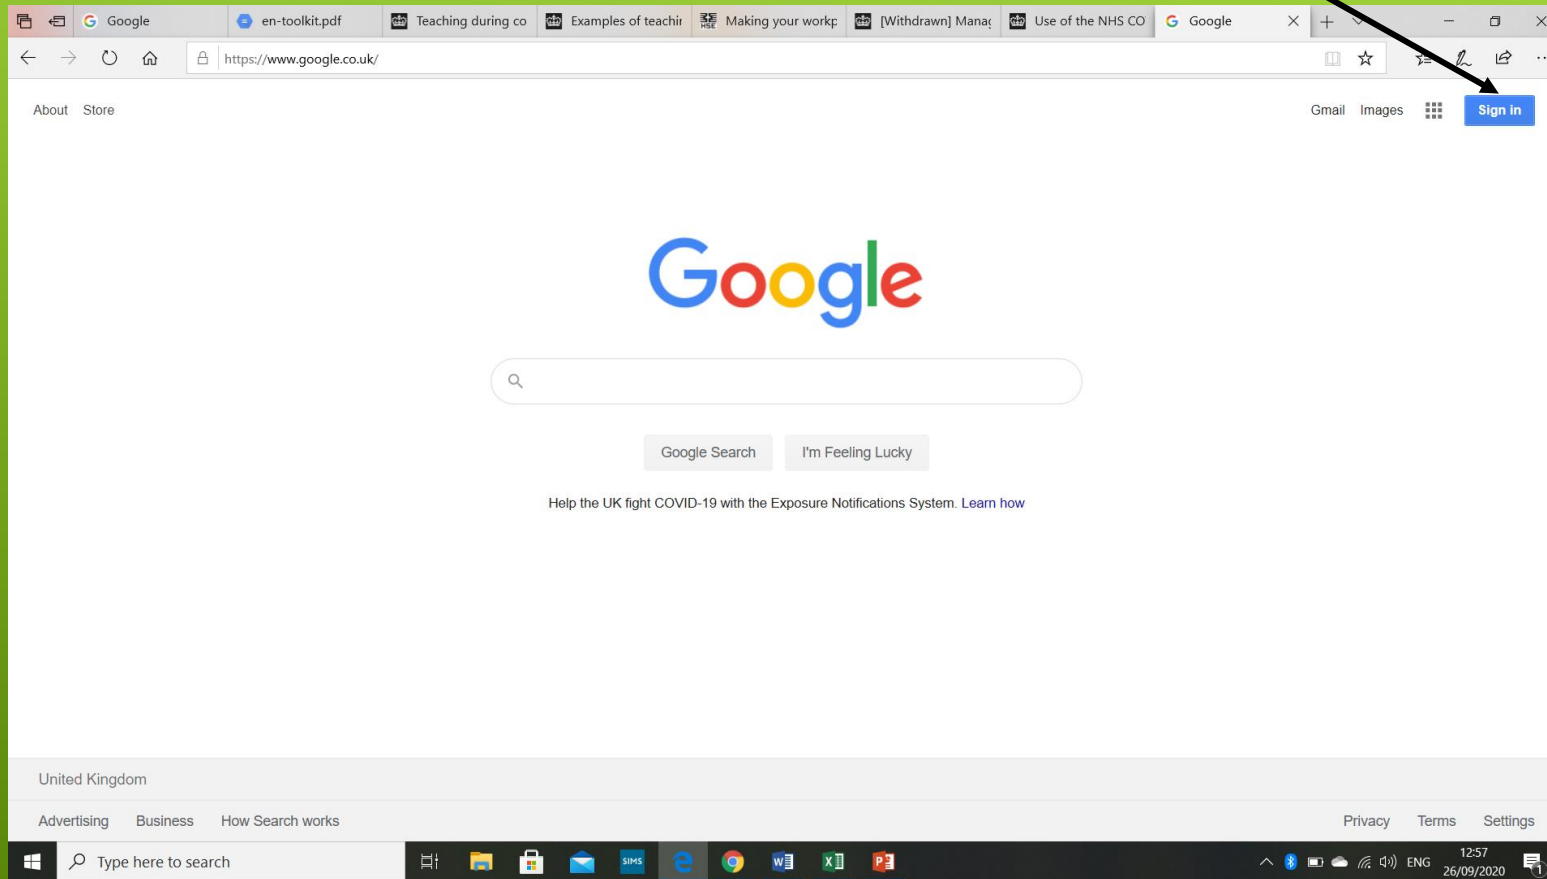 Google
en-toolkit.pdf
Teaching during co
Examples of teachin
HSE Making your workp
[Withdrawn] Manag
Use of the NHS CO
Google
https://www.google.co.uk/
About Store
Gmail Images Sign in
Google
Google Search I'm Feeling Lucky
Help the UK fight COVID-19 with the Exposure Notifications System. Learn how
United Kingdom
Advertising Business How Search works
Privacy Terms Settings
Type here to search
SIMS
ENG
12:57
26/09/2020
1